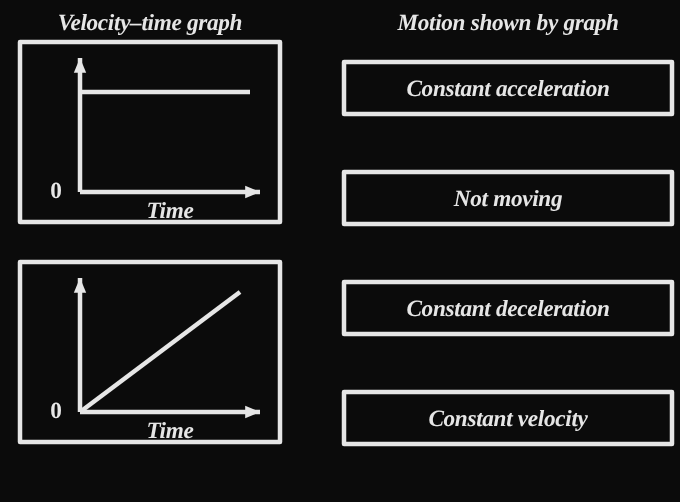 Velocity–time graph
0
Time
0
Time
Motion shown by graph
Constant acceleration
Not moving
Constant deceleration
Constant velocity